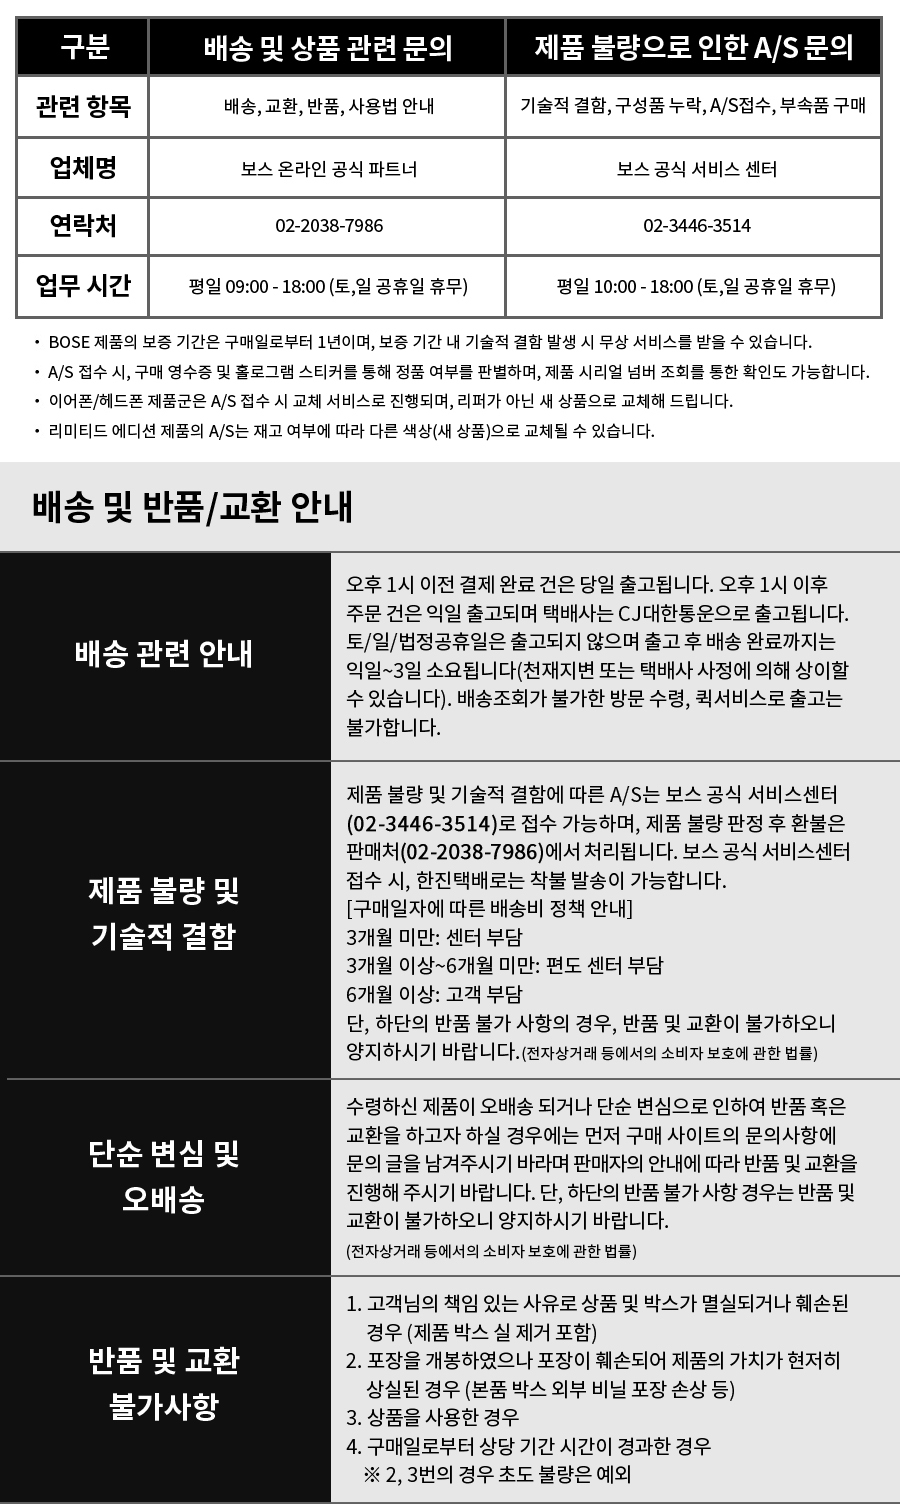 구분 배송 및 상품 관련 문의 제품 불량으로 인한 A/S 문의
관련 항목 배송, 교환, 반품, 사용법 안내 기술적 결함, 구성품 누락, A/S접수, 부속품 구매
업체명 보스 온라인 공식 파트너 보스 공식 서비스 센터
연락처 02-2038-7986 02-3446-3514
업무 시간 평일 09:00 - 18:00 (토,일 공휴일 휴무) 평일 10:00 - 18:00 (토,일 공휴일 휴무)
• BOSE 제품의 보증 기간은 구매일로부터 1년이며, 보증 기간 내 기술적 결함 발생 시 무상 서비스를 받을 수 있습니다.
• A/S 접수 시, 구매 영수증 및 홀로그램 스티커를 통해 정품 여부를 판별하며, 제품 시리얼 넘버 조회를 통한 확인도 가능합니다.
• 이어폰/헤드폰 제품군은 A/S 접수 시 교체 서비스로 진행되며, 리퍼가 아닌 새 상품으로 교체해 드립니다.
• 리미티드 에디션 제품의 A/S는 재고 여부에 따라 다른 색상(새 상품)으로 교체될 수 있습니다.
배송 및 반품/교환 안내
배송 관련 안내
오후 1시 이전 결제 완료 건은 당일 출고됩니다. 오후 1시 이후
주문 건은 익일 출고되며 택배사는 CJ대한통운으로 출고됩니다.
토/일/법정공휴일은 출고되지 않으며 출고 후 배송 완료까지는
익일~3일 소요됩니다(천재지변 또는 택배사 사정에 의해 상이할
수 있습니다). 배송조회가 불가한 방문 수령, 퀵서비스로 출고는
불가합니다.
제품 불량 및
기술적 결함
제품 불량 및 기술적 결함에 따른 A/S는 보스 공식 서비스센터
(02-3446-3514)로 접수 가능하며, 제품 불량 판정 후 환불은
판매처(02-2038-7986)에서 처리됩니다. 보스 공식 서비스센터
접수 시, 한진택배로는 착불 발송이 가능합니다.
[구매일자에 따른 배송비 정책 안내]
3개월 미만: 센터 부담
3개월 이상~6개월 미만: 편도 센터 부담
6개월 이상: 고객 부담
단, 하단의 반품 불가 사항의 경우, 반품 및 교환이 불가하오니
양지하시기 바랍니다.(전자상거래 등에서의 소비자 보호에 관한 법률)
단순 변심 및
오배송
수령하신 제품이 오배송 되거나 단순 변심으로 인하여 반품 혹은
교환을 하고자 하실 경우에는 먼저 구매 사이트의 문의사항에
문의 글을 남겨주시기 바라며 판매자의 안내에 따라 반품 및 교환을
진행해 주시기 바랍니다. 단, 하단의 반품 불가 사항 경우는 반품 및
교환이 불가하오니 양지하시기 바랍니다.
(전자상거래 등에서의 소비자 보호에 관한 법률)
반품 및 교환
불가사항
1. 고객님의 책임 있는 사유로 상품 및 박스가 멸실되거나 훼손된
경우 (제품 박스 실 제거 포함)
2. 포장을 개봉하였으나 포장이 훼손되어 제품의 가치가 현저히
상실된 경우 (본품 박스 외부 비닐 포장 손상 등)
3. 상품을 사용한 경우
4. 구매일로부터 상당 기간 시간이 경과한 경우
※ 2, 3번의 경우 초도 불량은 예외